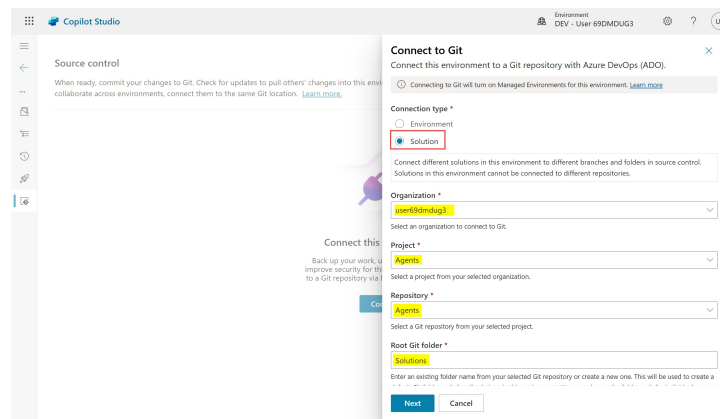 Copilot Studio
Environment
DEV - User 69DMDUG3
?
Source control
When ready, commit your changes to Git. Check for updates to pull others' changes into this envi
collaborate across environments, connect them to the same Git location. Learn more.
Connect this
Back up your work, u
improve security for thi
to a Git repository via
Connect to Git
Connect this environment to a Git repository with Azure DevOps (ADO).
Connecting to Git will turn on Managed Environments for this environment. Learn more
Connection type *
Environment
Solution
Connect different solutions in this environment to different branches and folders in source control.
Solutions in this environment cannot be connected to different repositories.
Organization *
user69dmdug3
Select an organization to connect to Git.
Project *
Agents
Select a project from your selected organization.
Repository *
Agents
Select a Git repository from your selected project.
Root Git folder *
Solutions
Enter an existing folder name from your selected Git repository or create a new one. This will be used to create a
Next
Cancel